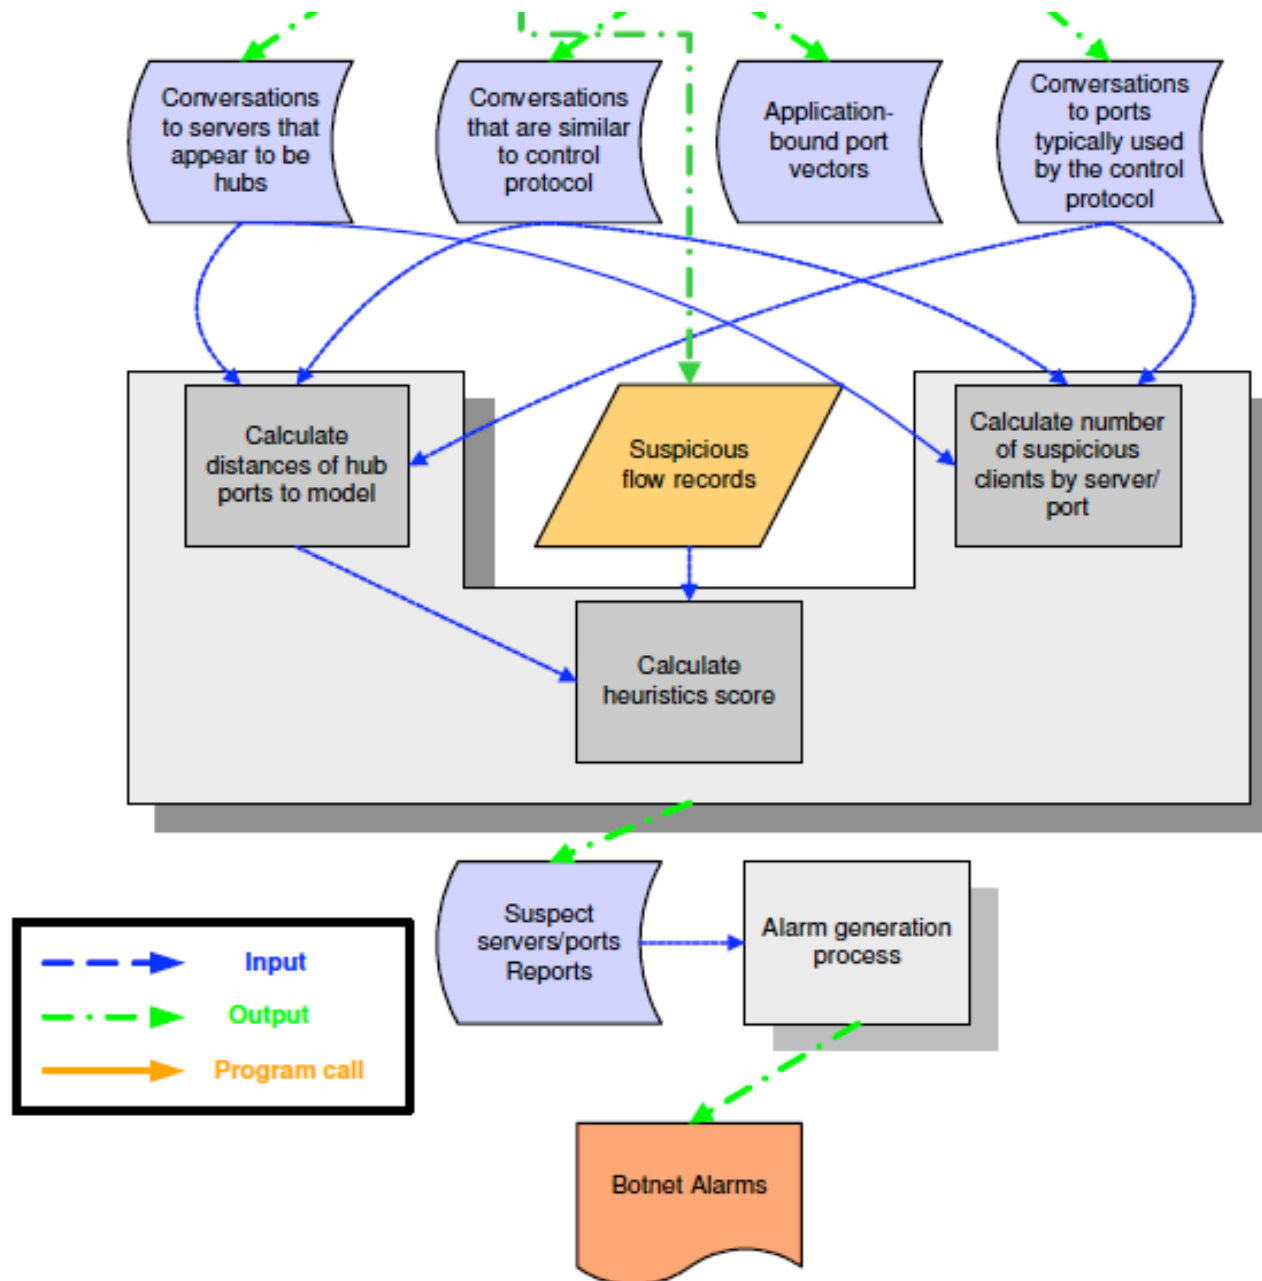 Conversations
to servers that
appear to be
hubs
Conversations
that are similar
to control
protocol
Application-
bound port
vectors
Conversations
to ports
typically used
by the control
protocol
Calculate
distances of hub
ports to model
Suspicious
flow records
Calculate number
of suspicious
clients by server/
port
Calculate
heuristics score
Suspect
servers/ports
Reports
Alarm generation
process
Input
Output
Program call
Botnet Alarms